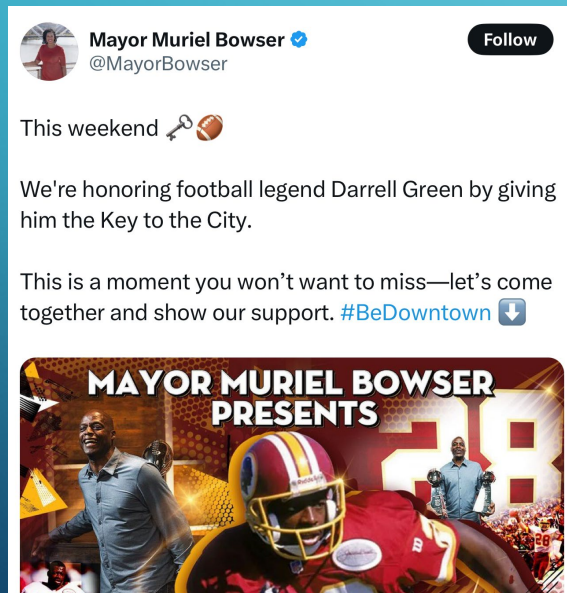 Mayor Muriel Bowser
Follow
@MayorBowser
This weekend 🗝️🏈
We're honoring football legend Darrell Green by giving
him the Key to the City.
This is a moment you won’t want to miss—let’s come
together and show our support. #BeDowntown ⬇️
MAYOR MURIEL BOWSER
PRESENTS
28
28